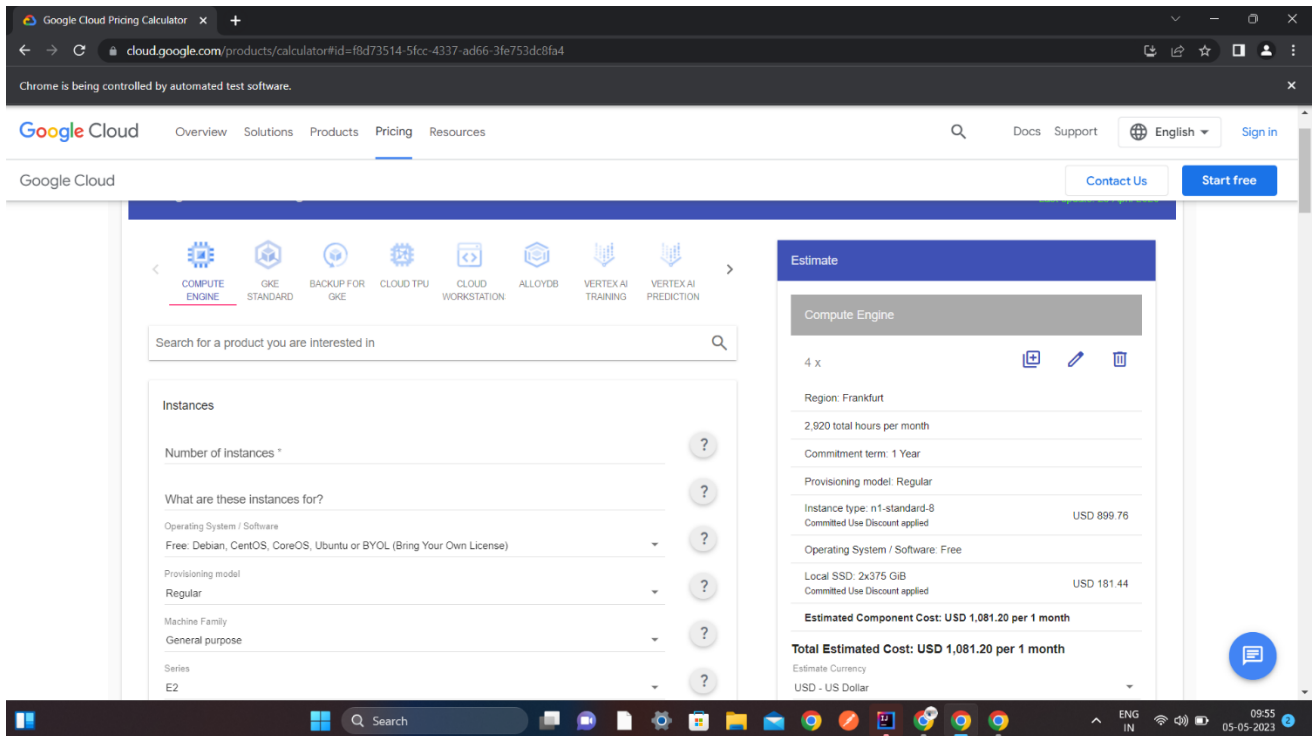 Google Cloud Pricing Calculator
cloud.google.com/products/calculator#id=f8d73514-5fcc-4337-ad66-3fe753dc8fa4
Chrome is being controlled by automated test software.
Google Cloud Overview Solutions Products Pricing Resources Docs Support English Sign in
Google Cloud Contact Us Start free
COMPUTE ENGINE
GKE STANDARD
BACKUP FOR GKE
CLOUD TPU
CLOUD WORKSTATION
ALLOYDB
VERTEX AI TRAINING
VERTEX AI PREDICTION
Search for a product you are interested in
Instances
Number of instances *
?
What are these instances for?
?
Operating System / Software
Free: Debian, CentOS, CoreOS, Ubuntu or BYOL (Bring Your Own License)
?
Provisioning model
Regular
?
Machine Family
General purpose
?
Series
E2
?
Estimate
Compute Engine
4 x
Region: Frankfurt
2,920 total hours per month
Commitment term: 1 Year
Provisioning model: Regular
Instance type: n1-standard-8
Committed Use Discount applied
USD 899.76
Operating System / Software: Free
Local SSD: 2x375 GiB
Committed Use Discount applied
USD 181.44
Estimated Component Cost: USD 1,081.20 per 1 month
Total Estimated Cost: USD 1,081.20 per 1 month
Estimate Currency
USD - US Dollar
Search
ENG
IN
09:55
05-05-2023
2